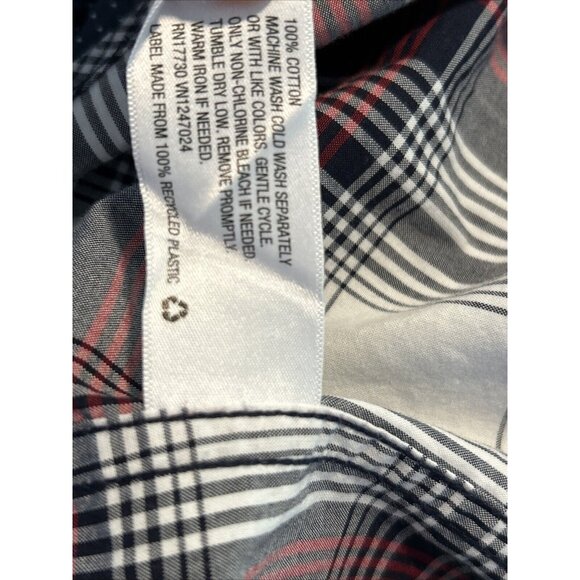 100% COTTON
MACHINE WASH COLD WASH SEPARATELY
OR WITH LIKE COLORS. GENTLE CYCLE.
ONLY NON-CHLORINE BLEACH IF NEEDED.
TUMBLE DRY LOW. REMOVE PROMPTLY.
WARM IRON IF NEEDED.
RN17730 VN1247024
LABEL: MADE FROM 100% RECYCLED PLASTIC